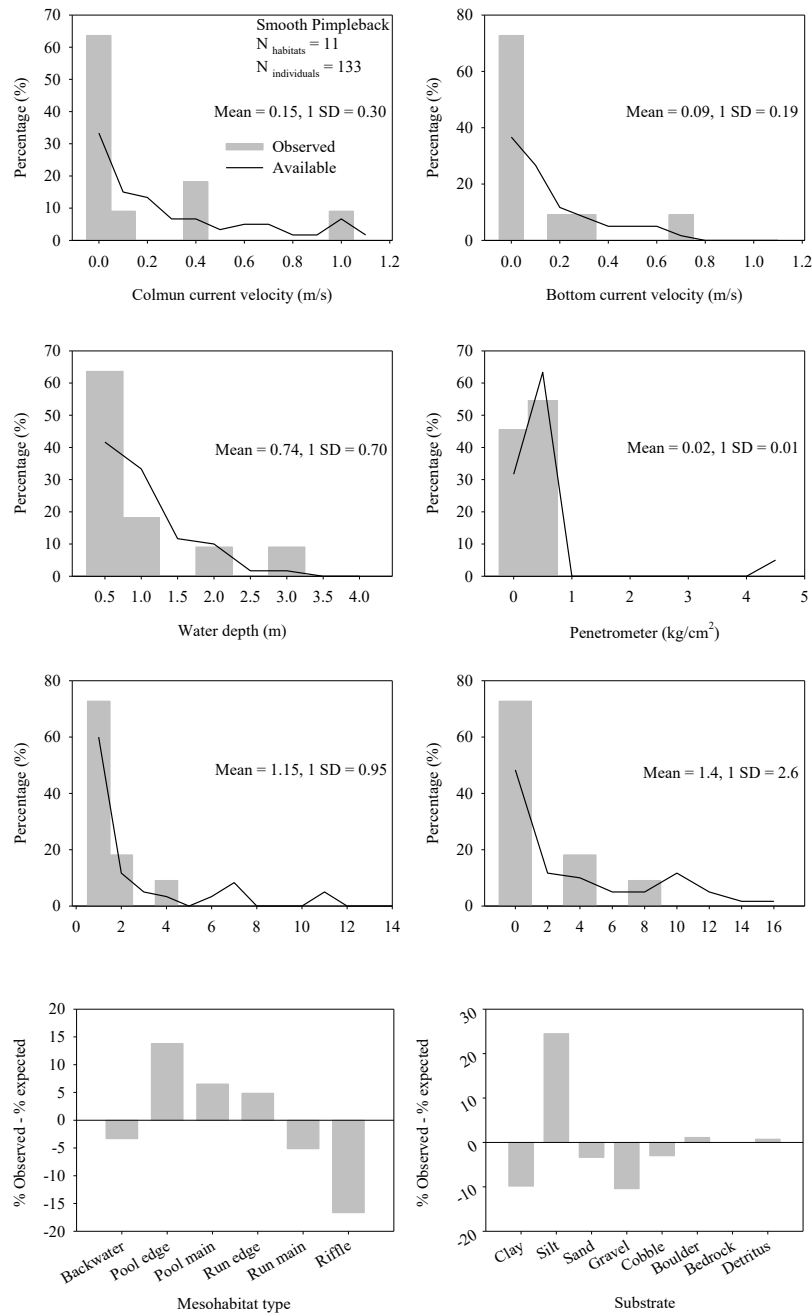 70
60
50
40
30
20
10
0
Percentage (%)
Smooth Pimpleback
N habitats = 11
N individuals = 133
Mean = 0.15, 1 SD = 0.30
Observed
Available
0.0 0.2 0.4 0.6 0.8 1.0 1.2
Colmun current velocity (m/s)
80
60
40
20
0
Percentage (%)
Mean = 0.09, 1 SD = 0.19
0.0 0.2 0.4 0.6 0.8 1.0 1.2
Bottom current velocity (m/s)
70
60
50
40
30
20
10
0
Percentage (%)
Mean = 0.74, 1 SD = 0.70
0.5 1.0 1.5 2.0 2.5 3.0 3.5 4.0
Water depth (m)
70
60
50
40
30
20
10
0
Percentage (%)
Mean = 0.02, 1 SD = 0.01
0 1 2 3 4 5
Penetrometer (kg/cm2)
80
60
40
20
0
Percentage (%)
Mean = 1.15, 1 SD = 0.95
0 2 4 6 8 10 12 14
80
60
40
20
0
Percentage (%)
Mean = 1.4, 1 SD = 2.6
0 2 4 6 8 10 12 14 16
20
15
10
5
0
-5
-10
-15
-20
% Observed - % expected
Backwater
Pool edge
Pool main
Run edge
Run main
Riffle
Mesohabitat type
30
20
10
0
-10
-20
% Observed - % expected
Clay
Silt
Sand
Gravel
Cobble
Boulder
Bedrock
Detritus
Substrate